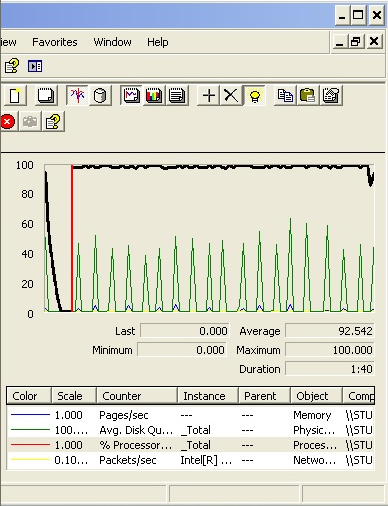 iew Favorites Window Help
100
80
60
40
20
0
Last 0.000 Average 92.542
Minimum 0.000 Maximum 100.000
Duration 1:40
Color Scale Counter Instance Parent Object Comp
1.000 Pages/sec --- --- Memory \\STU
100.... Avg. Disk Qu... _Total --- Physic... \\STU
1.000 % Processor... _Total --- Proces... \\STU
0.10... Packets/sec Intel[R] ... --- Netwo... \\STU